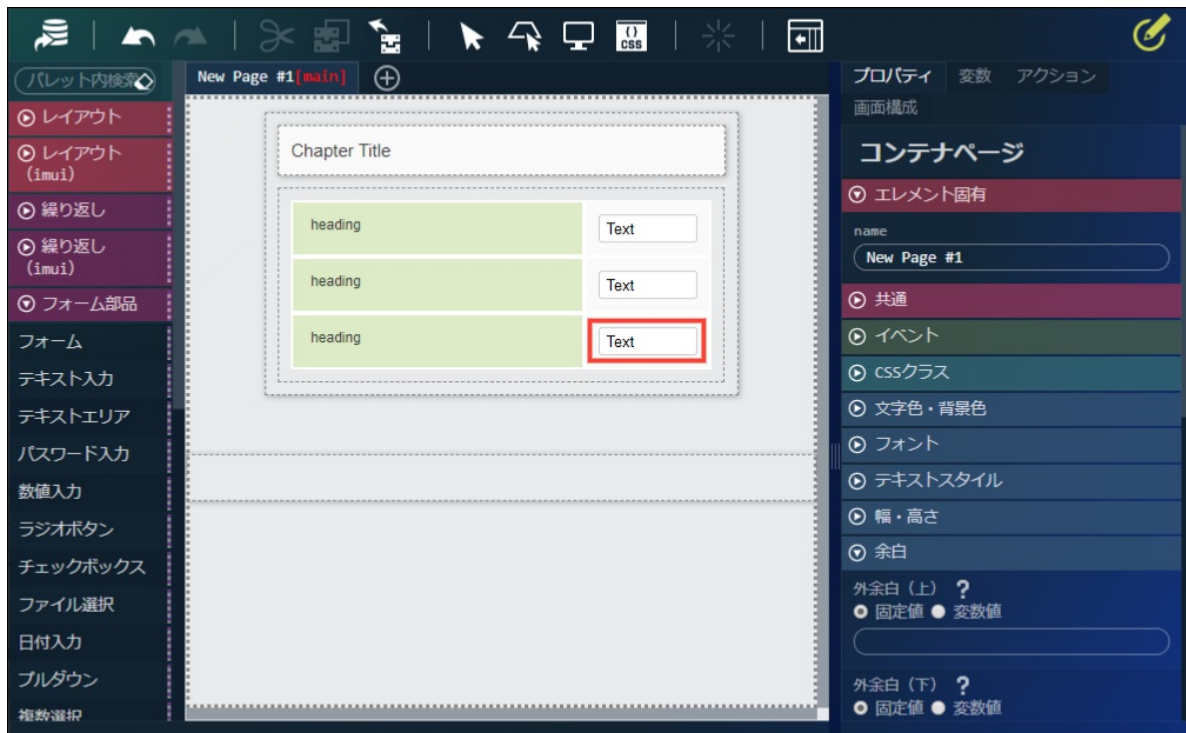 {}
CSS
パレット内検索
New Page #1[main]
レイアウト
レイアウト
(imui)
繰り返し
繰り返し
(imui)
フォーム部品
フォーム
テキスト入力
テキストエリア
パスワード入力
数値入力
ラジオボタン
チェックボックス
ファイル選択
日付入力
プルダウン
複数選択
Chapter Title
heading
Text
heading
Text
heading
Text
プロパティ 変数 アクション
画面構成
コンテナページ
エレメント固有
name
New Page #1
共通
イベント
CSSクラス
文字色・背景色
フォント
テキストスタイル
幅・高さ
余白
外余白（上） ?
固定値 変数値
外余白（下） ?
固定値 変数値